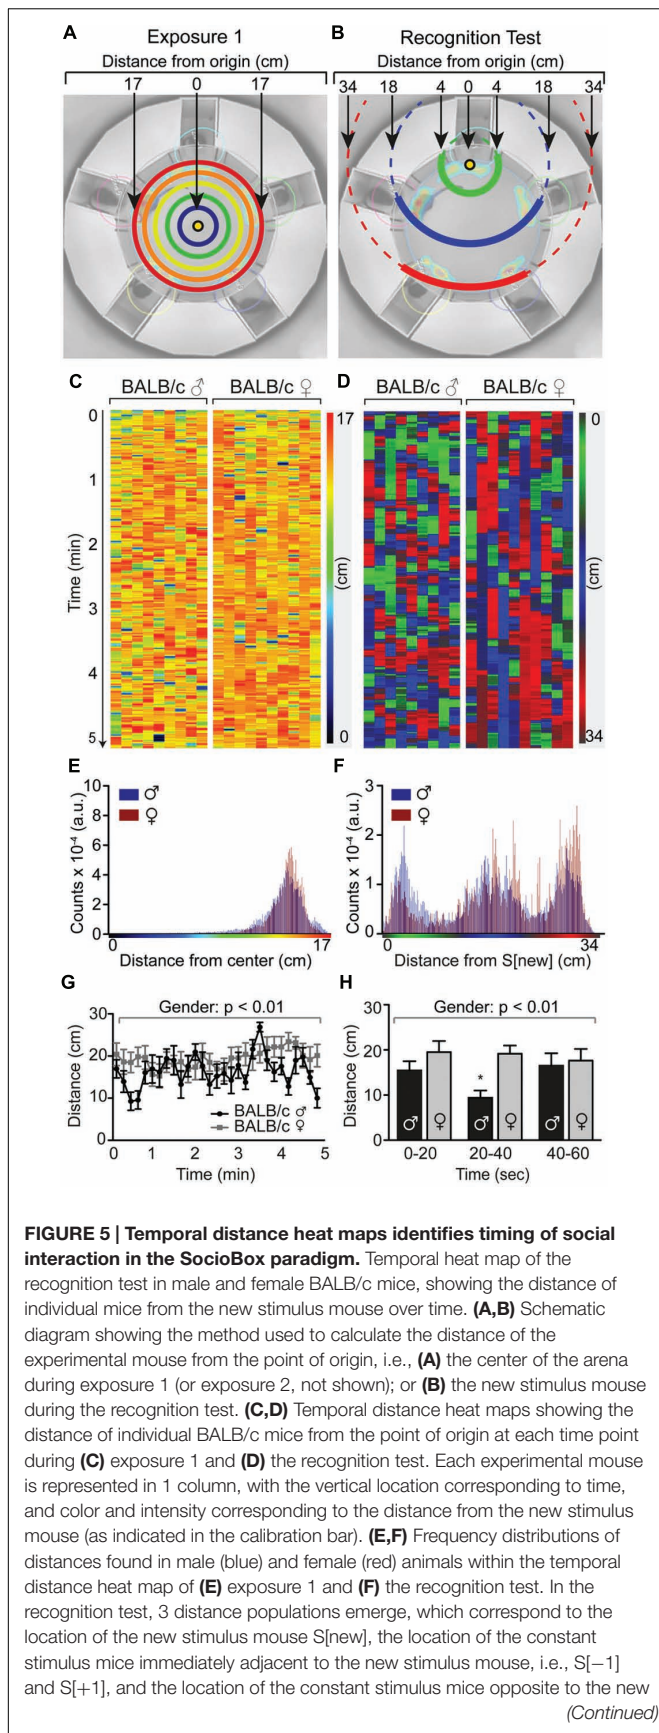 A
Exposure 1
Distance from origin (cm)
17 0 17
B
Recognition Test
Distance from origin (cm)
34 18 4 0 4 18 34
C
BALB/c ♂ BALB/c ♀
0
1
2
3
4
5
Time (min)
17
(cm)
0
D
BALB/c ♂ BALB/c ♀
0
(cm)
34
E
10
8
6
4
2
0
Counts x 10⁻⁴ (a.u.)
♂
♀
0 17
Distance from center (cm)
F
3
2
1
0
Counts x 10⁻⁴ (a.u.)
♂
♀
0 34
Distance from S[new] (cm)
G
Gender: p < 0.01
30
20
10
0
Distance (cm)
BALB/c ♂
BALB/c ♀
0 1 2 3 4 5
Time (min)
H
Gender: p < 0.01
30
20
10
0
Distance (cm)
*
♂ ♀ ♂ ♀ ♂ ♀
0-20 20-40 40-60
Time (sec)
FIGURE 5 | Temporal distance heat maps identifies timing of social
interaction in the SocioBox paradigm. Temporal heat map of the
recognition test in male and female BALB/c mice, showing the distance of
individual mice from the new stimulus mouse over time. (A,B) Schematic
diagram showing the method used to calculate the distance of the
experimental mouse from the point of origin, i.e., (A) the center of the arena
during exposure 1 (or exposure 2, not shown); or (B) the new stimulus mouse
during the recognition test. (C,D) Temporal distance heat maps showing the
distance of individual BALB/c mice from the point of origin at each time point
during (C) exposure 1 and (D) the recognition test. Each experimental mouse
is represented in 1 column, with the vertical location corresponding to time,
and color and intensity corresponding to the distance from the new stimulus
mouse (as indicated in the calibration bar). (E,F) Frequency distributions of
distances found in male (blue) and female (red) animals within the temporal
distance heat map of (E) exposure 1 and (F) the recognition test. In the
recognition test, 3 distance populations emerge, which correspond to the
location of the new stimulus mouse S[new], the location of the constant
stimulus mice immediately adjacent to the new stimulus mouse, i.e., S[−1]
and S[+1], and the location of the constant stimulus mice opposite to the new
(Continued)